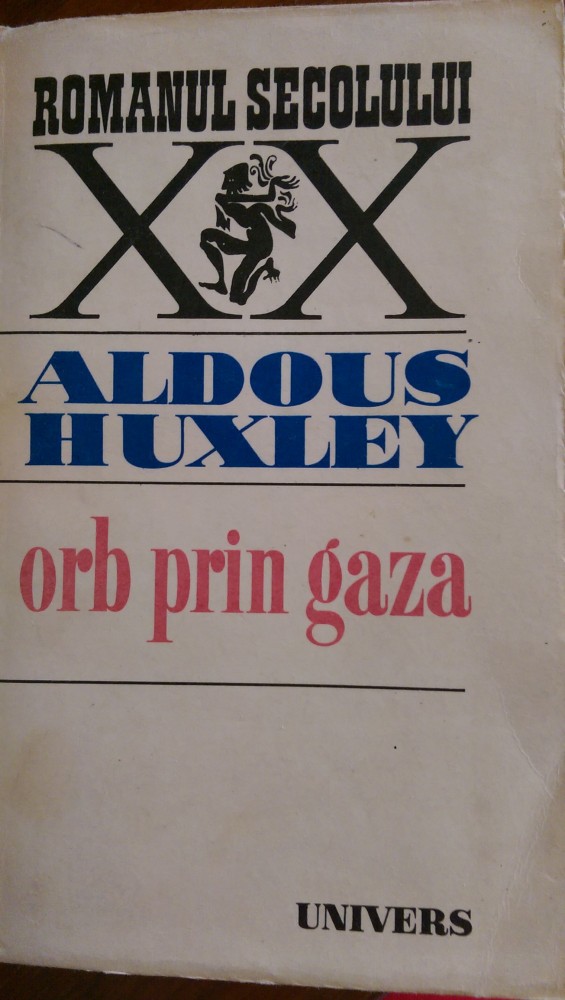 ROMANUL SECOLULUI
XX
ALDOUS
HUXLEY
orb prin gaza
UNIVERS